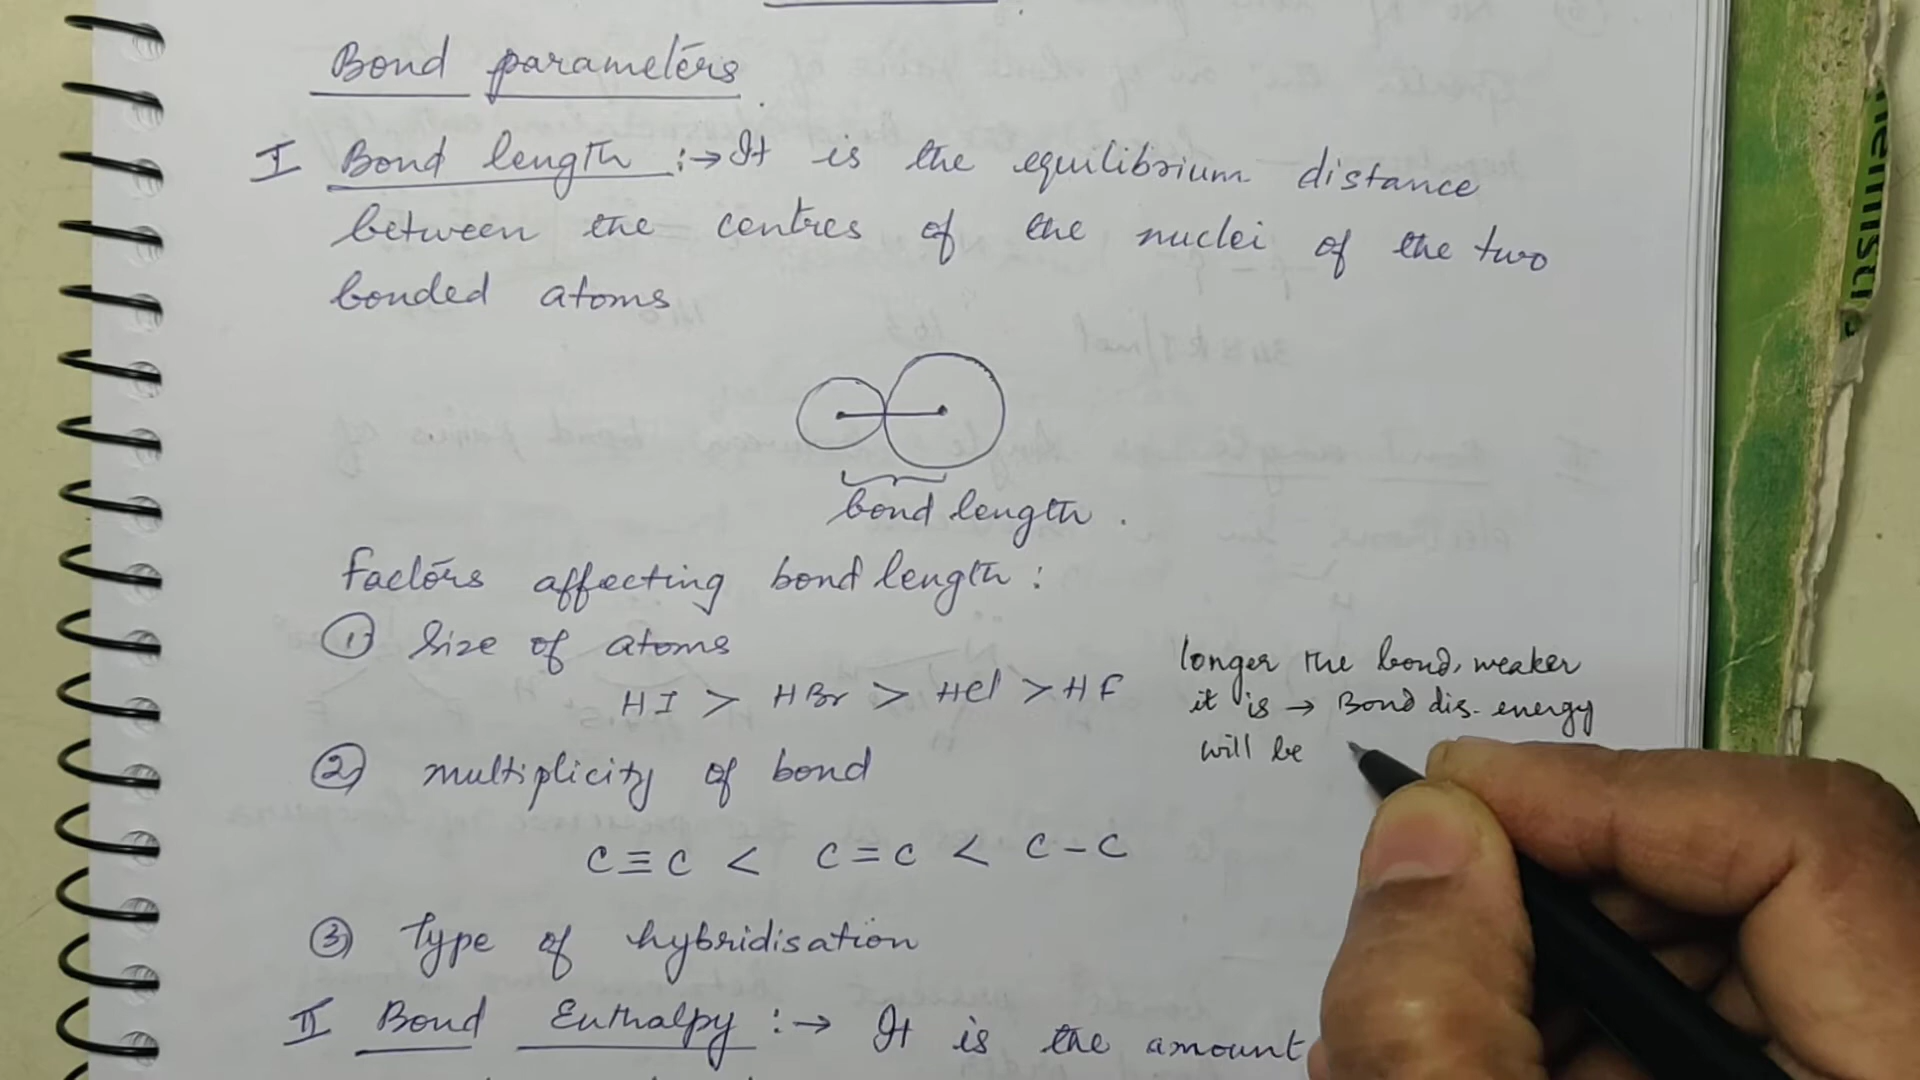 Bond parameters.
I Bond length :→ It is the equilibrium distance
between the centres of the nuclei of the two
bonded atoms
bond length.
factors affecting bond length :
① Size of atoms
HI > HBr > HCl > HF
longer the bond, weaker
it is → Bond dis. energy
will be
② multiplicity of bond
C≡C < C=C < C-C
③ Type of hybridisation
II Bond Enthalpy :→ It is the amount